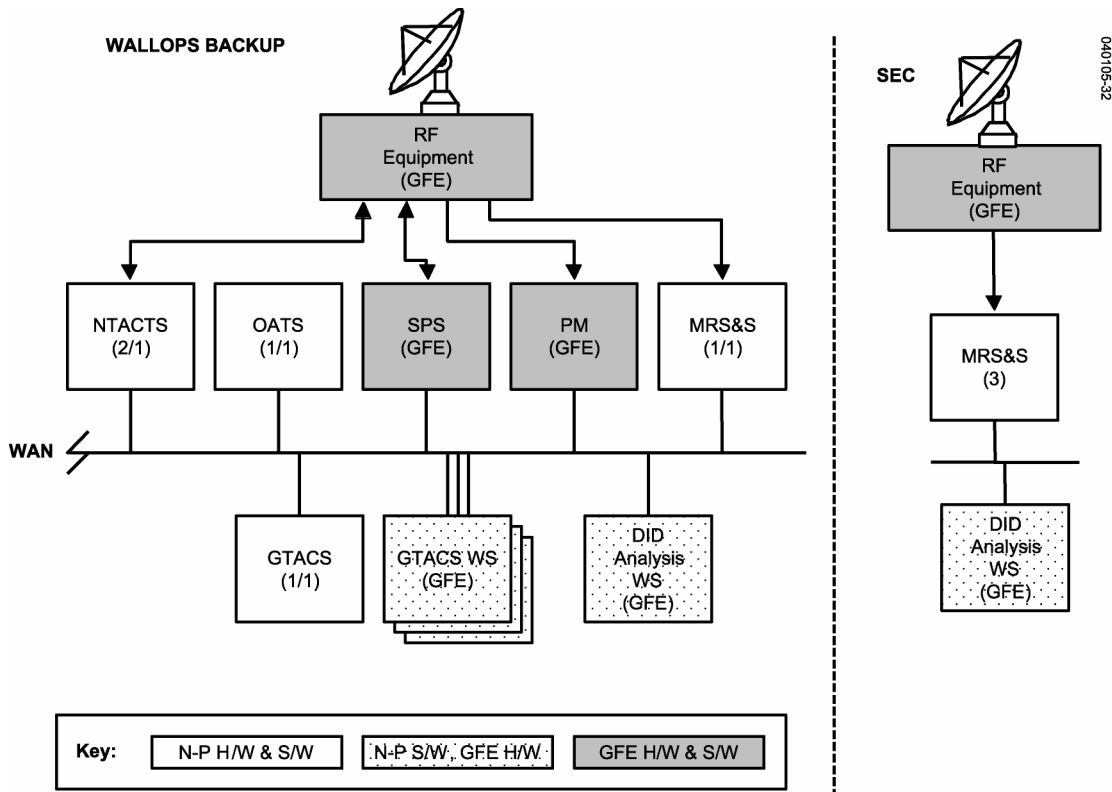 WALLOPS BACKUP
RF
Equipment
(GFE)
NTACTS
(2/1)
OATS
(1/1)
SPS
(GFE)
PM
(GFE)
MRS&S
(1/1)
WAN
GTACS
(1/1)
GTACS WS
(GFE)
DID
Analysis
WS
(GFE)
SEC
040105-32
RF
Equipment
(GFE)
MRS&S
(3)
DID
Analysis
WS
(GFE)
Key:
N-P H/W & S/W
N-P S/W, GFE H/W
GFE H/W & S/W